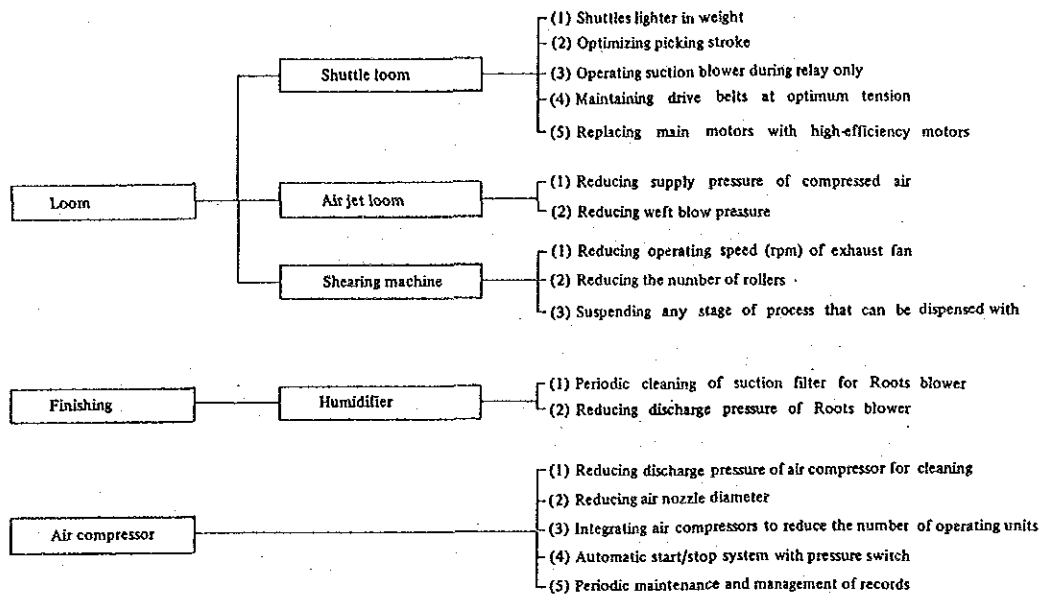 Loom
Shuttle loom
(1) Shuttles lighter in weight
(2) Optimizing picking stroke
(3) Operating suction blower during relay only
(4) Maintaining drive belts at optimum tension
(5) Replacing main motors with high-efficiency motors
Air jet loom
(1) Reducing supply pressure of compressed air
(2) Reducing weft blow pressure
Shearing machine
(1) Reducing operating speed (rpm) of exhaust fan
(2) Reducing the number of rollers
(3) Suspending any stage of process that can be dispensed with
Finishing
Humidifier
(1) Periodic cleaning of suction filter for Roots blower
(2) Reducing discharge pressure of Roots blower
Air compressor
(1) Reducing discharge pressure of air compressor for cleaning
(2) Reducing air nozzle diameter
(3) Integrating air compressors to reduce the number of operating units
(4) Automatic start/stop system with pressure switch
(5) Periodic maintenance and management of records